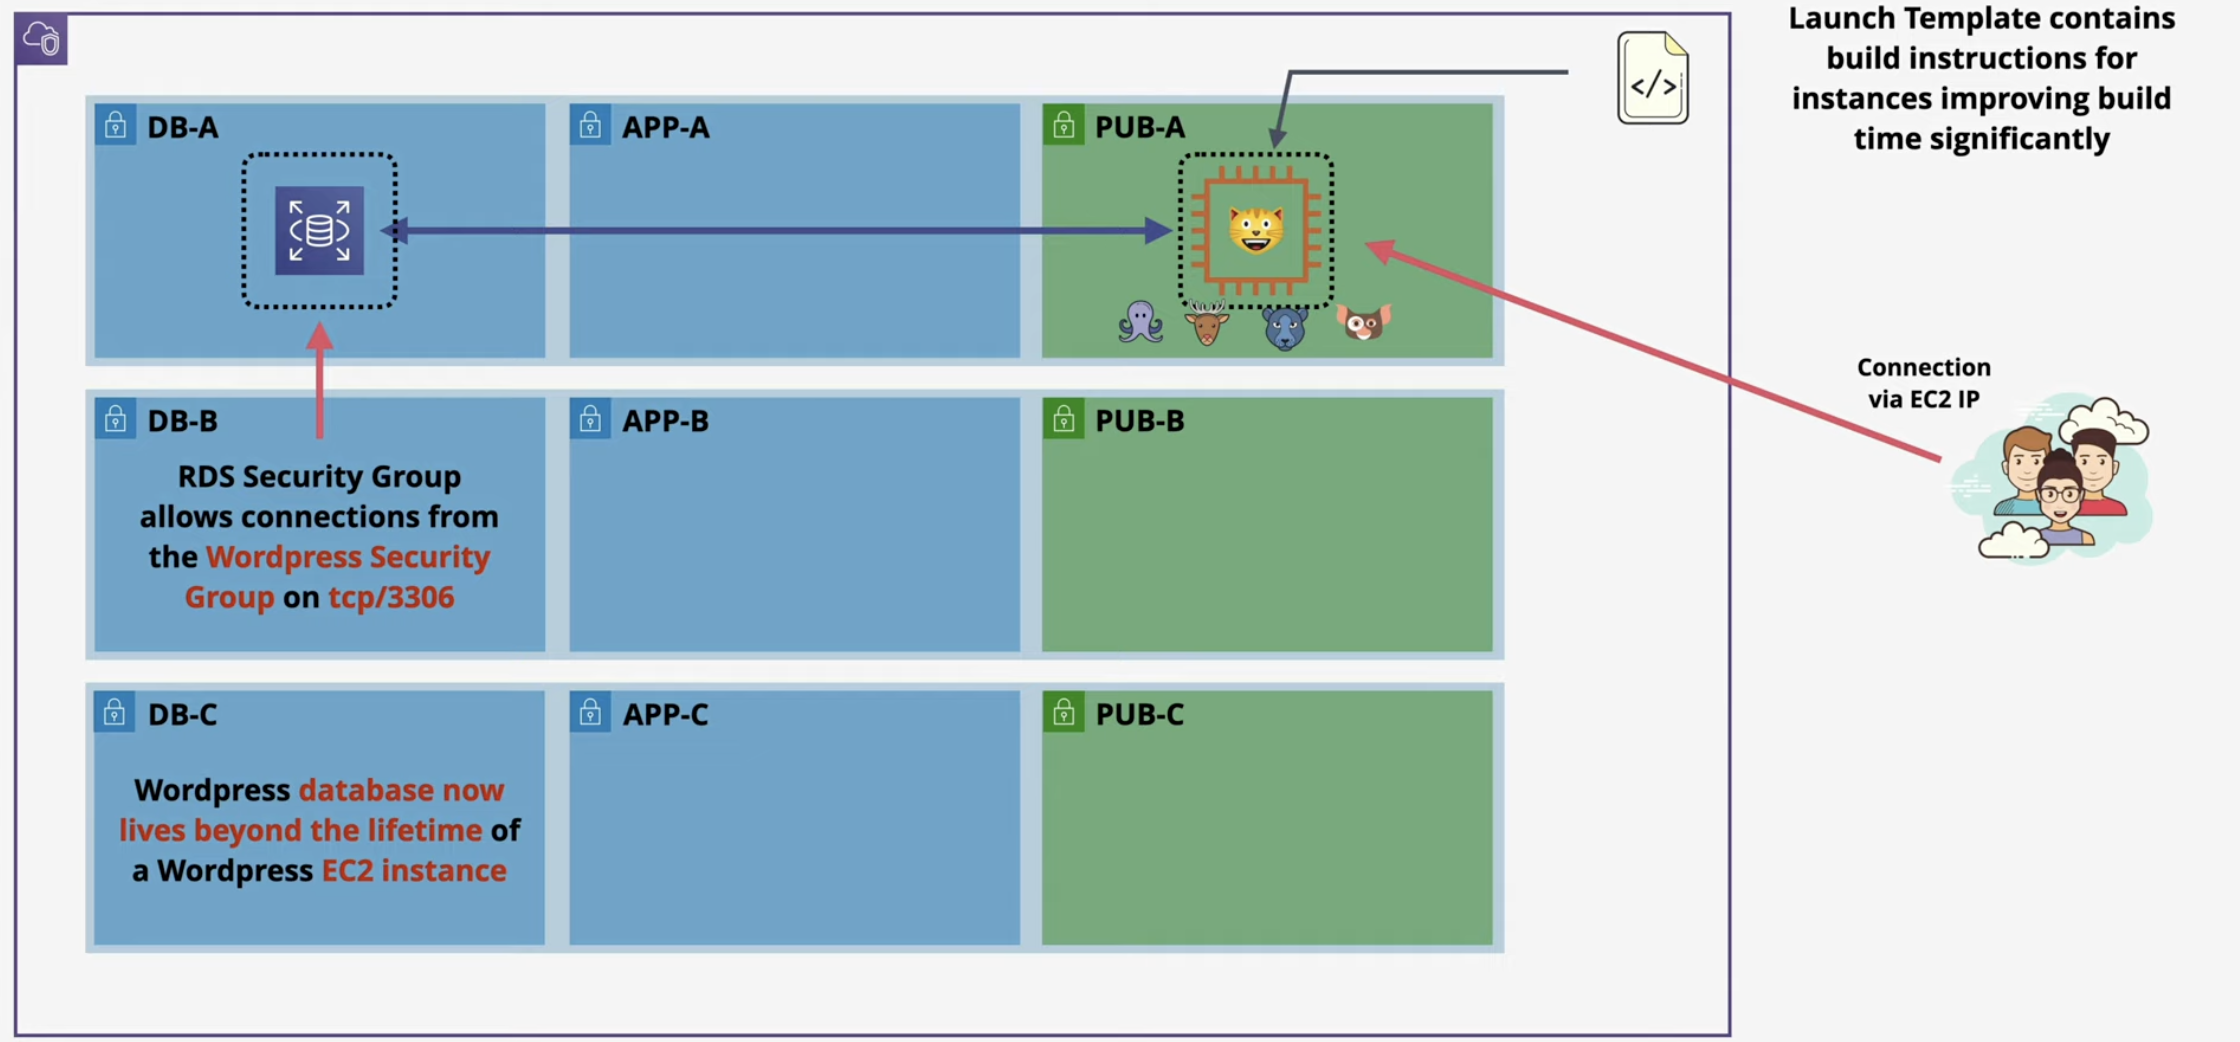 Launch Template contains
build instructions for
instances improving build
time significantly
</>
DB-A
APP-A
PUB-A
Connection
via EC2 IP
DB-B
APP-B
PUB-B
RDS Security Group
allows connections from
the Wordpress Security
Group on tcp/3306
DB-C
APP-C
PUB-C
Wordpress database now
lives beyond the lifetime of
a Wordpress EC2 instance